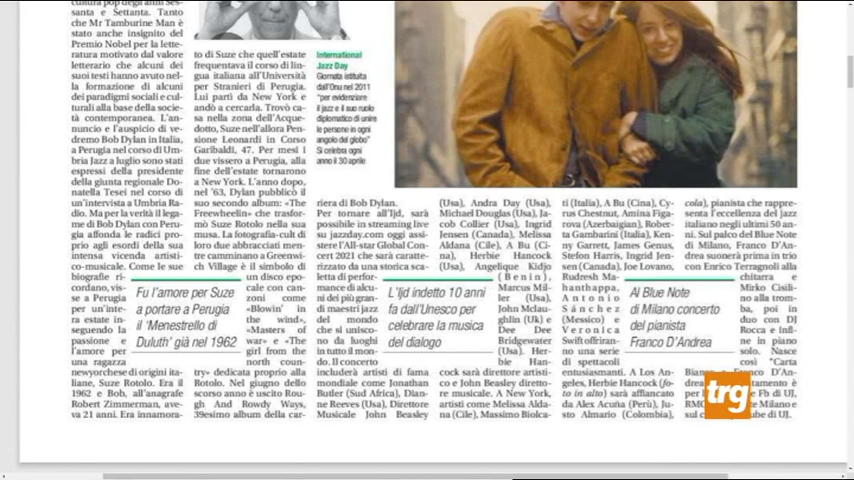 cultura pop degli anni Ses-
santa e Settanta. Tanto
che Mr Tamburine Man è
stato anche insignito del
Premio Nobel per la lette-
ratura motivato dal valore
letterario che alcuni dei
suoi testi hanno avuto nel-
la formazione di alcuni
dei paradigmi sociali e cul-
turali alla base della socie-
tà contemporanea. L'an-
nuncio e l'auspicio di ve-
dremo Bob Dylan in Italia,
a Perugia nel corso di Um-
bria Jazz a luglio sono stati
espressi della presidente
della giunta regionale Do-
natella Tesei nel corso di
un'intervista a Umbria Ra-
dio. Ma per la verità il lega-
me di Bob Dylan con Peru-
gia affonda le radici pro-
prio agli esordi della sua
intensa vicenda artisti-
co-musicale. Come le sue
biografie ri-
cordano, vis-
se a Perugia
per un'inte-
ra estate in-
seguendo la
passione e
l'amore per
una ragazza
newyorchese di origini ita-
liane, Suze Rotolo. Era il
1962 e Bob, all'anagrafe
Robert Zimmerman, ave-
va 21 anni. Era innamora-
to di Suze che quell'estate
frequentava il corso di lin-
gua italiana all'Università
per Stranieri di Perugia.
Lui partì da New York e
andò a cercarla. Trovò ca-
sa nella zona dell'Acque-
dotto, Suze nell'allora Pen-
sione Leonardi in Corso
Garibaldi, 47. Per mesi i
due vissero a Perugia, alla
fine dell'estate tornarono
a New York. L'anno dopo,
nel '63, Dylan pubblicò il
suo secondo album: «The
Freewheelin» che trasfor-
mò Suze Rotolo nella sua
musa. La fotografia-cult di
loro due abbracciati men-
tre camminano a Greenwi-
ch Village è il simbolo di
un disco epo-
cale con can-
zoni come
«Blowin' in
the wind»,
«Masters of
war» e «The
girl from the
north coun-
try» dedicata proprio alla
Rotolo. Nel giugno dello
scorso anno è uscito Rou-
gh And Rowdy Ways,
39esimo album della car-
Fu l'amore per Suze
a portare a Perugia
il 'Menestrello di
Duluth' già nel 1962
International
Jazz Day
Giornata istituita
dall'Onu nel 2011
"per evidenziare
il jazz e il suo ruolo
diplomatico di unire
le persone in ogni
angolo del globo"
Si celebra ogni
anno il 30 aprile
riera di Bob Dylan.
Per tornare all'Ijd, sarà
possibile in streaming live
su jazzday.com oggi assi-
stere l'All-star Global Con-
cert 2021 che sarà caratte-
rizzato da una storica sca-
letta di perfor-
mance di alcu-
ni dei più gran-
di maestri jazz
del mondo
che si unisco-
no da luoghi
in tutto il mon-
do. Il concerto
includerà artisti di fama
mondiale come Jonathan
Butler (Sud Africa), Dian-
ne Reeves (Usa), Direttore
Musicale John Beasley
L'Ijd indetto 10 anni
fa dall'Unesco per
celebrare la musica
del dialogo
(Usa), Andra Day (Usa),
Michael Douglas (Usa), Ja-
cob Collier (Usa), Ingrid
Jensen (Canada), Melissa
Aldana (Cile), A Bu (Ci-
na), Herbie Hancock
(Usa), Angelique Kidjo
(Benin),
Marcus Mil-
ler (Usa),
John Mclau-
ghlin (Uk) e
Dee Dee
Bridgewater
(Usa). Her-
bie Han-
cock sarà direttore artisti-
co e John Beasley diretto-
re musicale. A New York,
artisti come Melissa Alda-
na (Cile), Massimo Biolca-
ti (Italia), A Bu (Cina), Cy-
rus Chestnut, Amina Figa-
rova (Azerbaigian), Rober-
ta Gambarini (Italia), Ken-
ny Garrett, James Genus,
Stefon Harris, Ingrid Jen-
sen (Canada), Joe Lovano,
Rudresh Ma-
hanthappa,
Antonio
Sánchez
(Messico) e
Veronica
Swift offriran-
no una serie
di spettacoli
entusiasmanti. A Los An-
geles, Herbie Hancock (fo-
to in alto) sarà affiancato
da Alex Acuña (Perù), Ju-
sto Almario (Colombia),
Al Blue Note
di Milano concerto
del pianista
Franco D'Andrea
cola), pianista che rappre-
senta l'eccellenza del jazz
italiano negli ultimi 50 an-
ni. Sul palco del Blue Note
di Milano, Franco D'An-
drea suonerà prima in trio
con Enrico Terragnoli alla
chitarra e
Mirko Cisili-
no alla trom-
ba, poi in
duo con DJ
Rocca e infi-
ne in piano
solo. Nasce
così "Carta
Franco D'An-
è per
Fb di UJ,
Milano e
di UJ.
trg